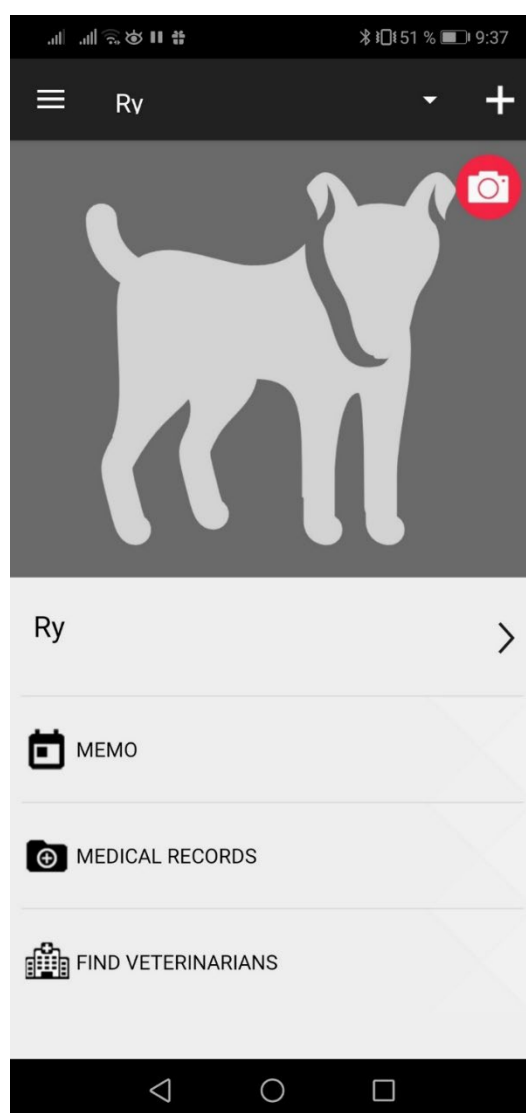 51 % 9:37
Ry
Ry
MEMO
MEDICAL RECORDS
FIND VETERINARIANS